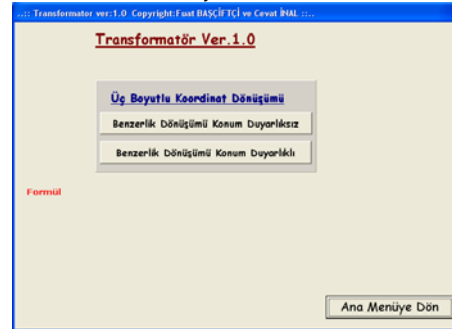 ..:: Transformator ver:1.0 Copyright:Fuat BAŞÇİFTÇİ ve Cevat İNAL ::..
Transformatör Ver.1.0
Üç Boyutlu Koordinat Dönüşümü
Benzerlik Dönüşümü Konum Duyarlıksız
Benzerlik Dönüşümü Konum Duyarlıklı
Formül
Ana Menüye Dön